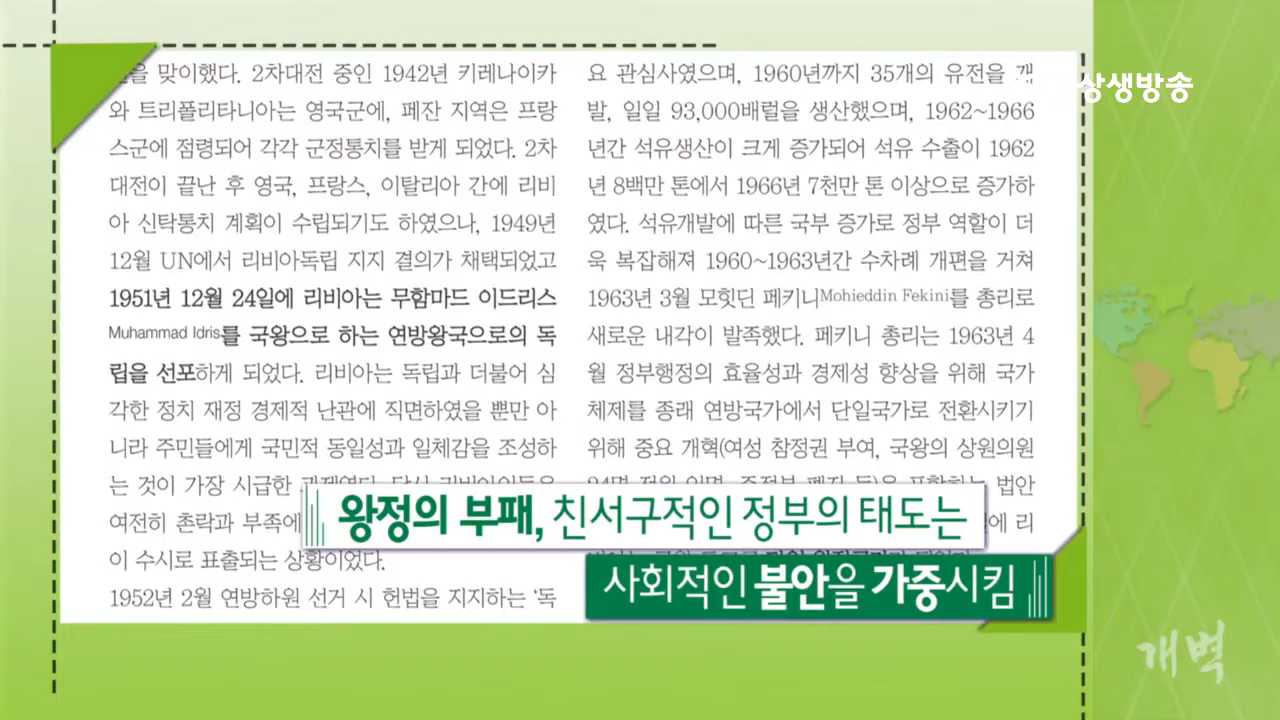 을 맞이했다. 2차대전 중인 1942년 키레나이카
와 트리폴리타니아는 영국군에, 페잔 지역은 프랑
스군에 점령되어 각각 군정통치를 받게 되었다. 2차
대전이 끝난 후 영국, 프랑스, 이탈리아 간에 리비
아 신탁통치 계획이 수립되기도 하였으나, 1949년
12월 UN에서 리비아독립 지지 결의가 채택되었고
1951년 12월 24일에 리비아는 무함마드 이드리스
Muhammad Idris를 국왕으로 하는 연방왕국으로의 독
립을 선포하게 되었다. 리비아는 독립과 더불어 심
각한 정치 재정 경제적 난관에 직면하였을 뿐만 아
니라 주민들에게 국민적 동일성과 일체감을 조성하
는 것이 가장 시급한
여전히 촌락과 부족에
이 수시로 표출되는 상황이었다.
1952년 2월 연방하원 선거 시 헌법을 지지하는 '독
요 관심사였으며, 1960년까지 35개의 유전을 개
발, 일일 93,000배럴을 생산했으며, 1962~1966
년간 석유생산이 크게 증가되어 석유 수출이 1962
년 8백만 톤에서 1966년 7천만 톤 이상으로 증가하
였다. 석유개발에 따른 국부 증가로 정부 역할이 더
욱 복잡해져 1960~1963년간 수차례 개편을 거쳐
1963년 3월 모힛딘 페키니Mohieddin Fekini를 총리로
새로운 내각이 발족했다. 페키니 총리는 1963년 4
월 정부행정의 효율성과 경제성 향상을 위해 국가
체제를 종래 연방국가에서 단일국가로 전환시키기
위해 중요 개혁(여성 참정권 부여, 국왕의 상원의원
법안
에 리
왕정의 부패, 친서구적인 정부의 태도는
사회적인 불안을 가중시킴
상생방송
개벽